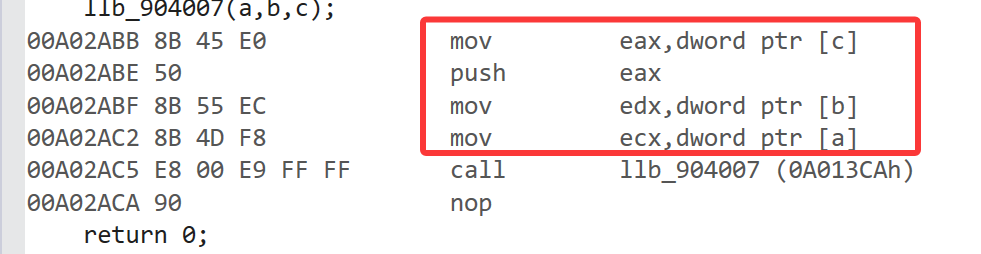 llb_904007(a,b,c);
00A02ABB 8B 45 E0 mov eax,dword ptr [c]
00A02ABE 50 push eax
00A02ABF 8B 55 EC mov edx,dword ptr [b]
00A02AC2 8B 4D F8 mov ecx,dword ptr [a]
00A02AC5 E8 00 E9 FF FF call llb_904007 (0A013CAh)
00A02ACA 90 nop
return 0;